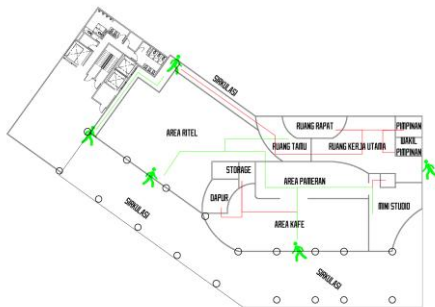 SIRKULASI
RUANG RAPAT
PIMPINAN
AREA RITEL
RUANG TAMU
RUANG KERJA UTAMA
WAKIL
PIMPINAN
STORAGE
AREA PAMERAN
DAPUR
MINI STUDIO
SIRKULASI
AREA KAFE
SIRKULASI